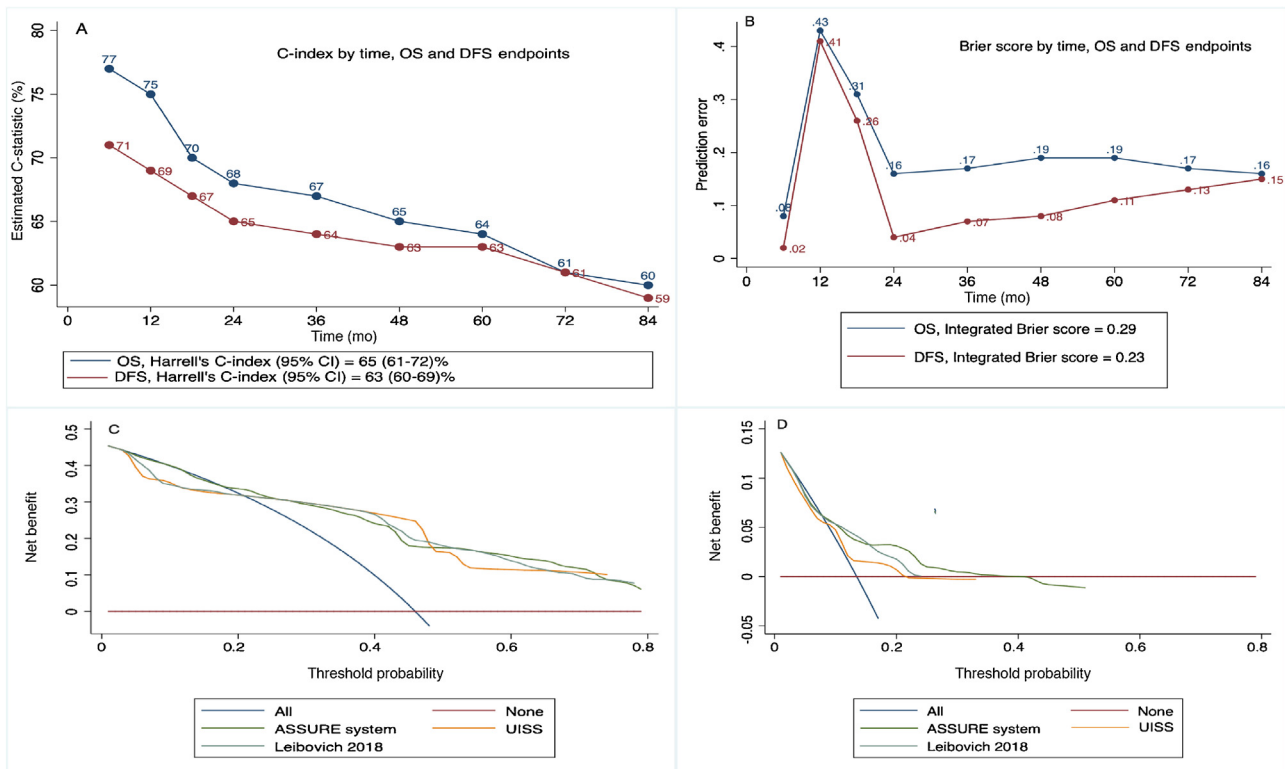 A
C-index by time, OS and DFS endpoints
Estimated C-statistic (%)
80
75
70
65
60
77
75
70
68
67
65
64
61
60
71
69
67
65
64
63
63
61
59
0 12 24 36 48 60 72 84
Time (mo)
OS, Harrell's C-index (95% CI) = 65 (61-72)%
DFS, Harrell's C-index (95% CI) = 63 (60-69)%
B
Brier score by time, OS and DFS endpoints
Prediction error
.4
.3
.2
.1
0
.08
.43
.31
.16
.17
.19
.19
.17
.16
.02
.41
.26
.04
.07
.08
.11
.13
.15
0 12 24 36 48 60 72 84
Time (mo)
OS, Integrated Brier score = 0.29
DFS, Integrated Brier score = 0.23
C
Net benefit
0.5
0.4
0.3
0.2
0.1
0
0 0.2 0.4 0.6 0.8
Threshold probability
All None
ASSURE system UISS
Leibovich 2018
D
Net benefit
0.15
0.10
0.05
0
-0.05
0 0.2 0.4 0.6 0.8
Threshold probability
All None
ASSURE system UISS
Leibovich 2018